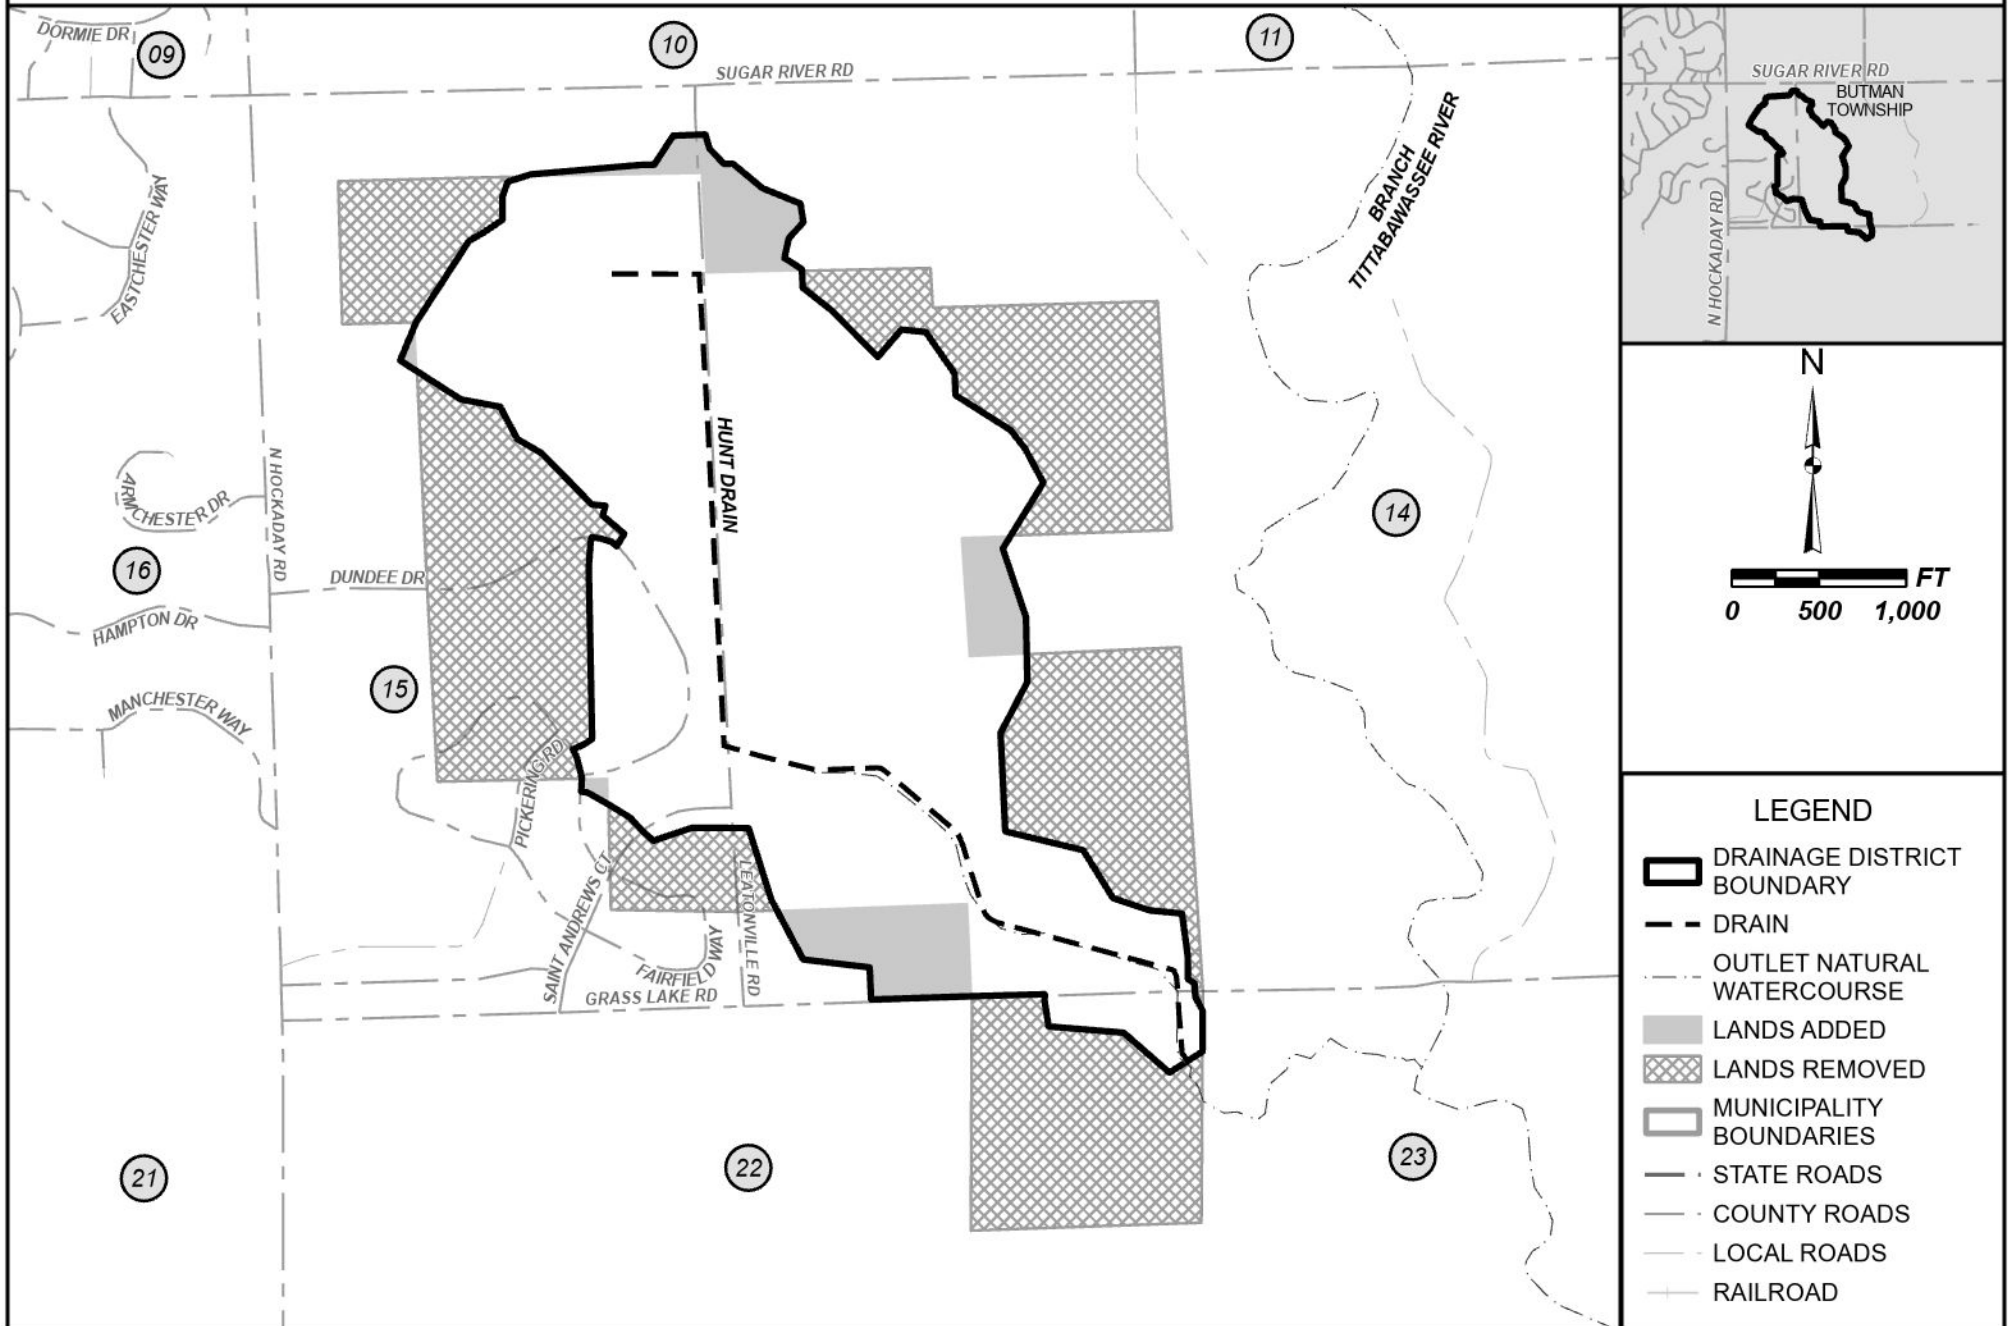 DORMIE DR
09
10
11
SUGAR RIVER RD
BRANCH
TITTABAWASSEE RIVER
EASTCHESTER WAY
HUNT DRAIN
N HOCKADAY RD
ARMCHESTER DR
14
16
DUNDEE DR
HAMPTON DR
15
MANCHESTER WAY
PICKERING RD
SAINT ANDREWS CT
LEATONVILLE RD
FAIRFIELD WAY
GRASS LAKE RD
21
22
23
SUGAR RIVER RD
BUTMAN
TOWNSHIP
N HOCKADAY RD
N
FT
0 500 1,000
LEGEND
DRAINAGE DISTRICT
BOUNDARY
DRAIN
OUTLET NATURAL
WATERCOURSE
LANDS ADDED
LANDS REMOVED
MUNICIPALITY
BOUNDARIES
STATE ROADS
COUNTY ROADS
LOCAL ROADS
RAILROAD